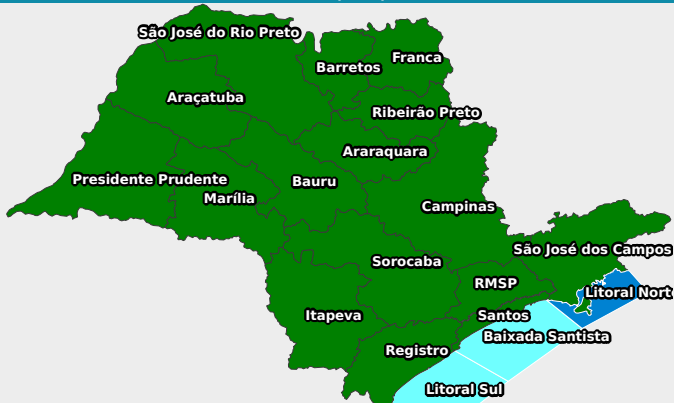 São José do Rio Preto
Franca
Barretos
Araçatuba
Ribeirão Preto
Araraquara
Presidente Prudente
Bauru
Marília
Campinas
São José dos Campos
Sorocaba
RMSP
Litoral Nort
Itapeva
Santos
Baixada Santista
Registro
Litoral Sul